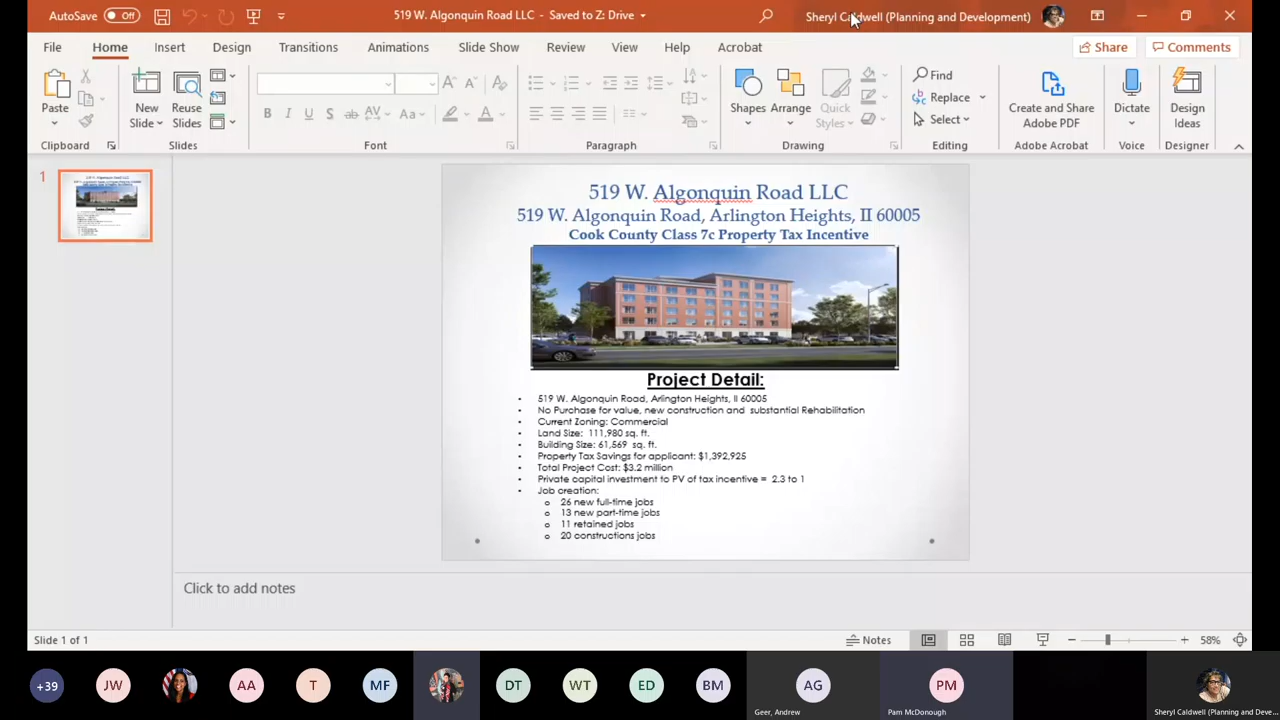 AutoSave Off
519 W. Algonquin Road LLC - Saved to Z: Drive
Sheryl Caldwell (Planning and Development)
File Home Insert Design Transitions Animations Slide Show Review View Help Acrobat Share Comments
Paste
New Slide
Reuse Slides
B I U S ab AV Aa A
Shapes
Arrange
Quick Styles
Find
Replace
Select
Create and Share Adobe PDF
Dictate
Design Ideas
Clipboard Slides Font Paragraph Drawing Editing Adobe Acrobat Voice Designer
1
519 W. Algonquin Road LLC
519 W. Algonquin Road, Arlington Heights, Il 60005
Cook County Class 7c Property Tax Incentive
Project Detail:
• 519 W. Algonquin Road, Arlington Heights, Il 60005
• No Purchase for value, new construction and substantial Rehabilitation
• Current Zoning: Commercial
• Land Size: 111,980 sq. ft.
• Building Size: 61,569 sq. ft.
• Property Tax Savings for applicant: $1,392,925
• Total Project Cost: $3.2 million
• Private capital investment to PV of tax incentive = 2.3 to 1
• Job creation:
o 26 new full-time jobs
o 13 new part-time jobs
o 11 retained jobs
o 20 constructions jobs
Click to add notes
Slide 1 of 1
Notes
58%
+39 JW AA T MF DT WT ED BM AG PM
Geer, Andrew
Pam McDonough
Sheryl Caldwell (Planning and Deve...